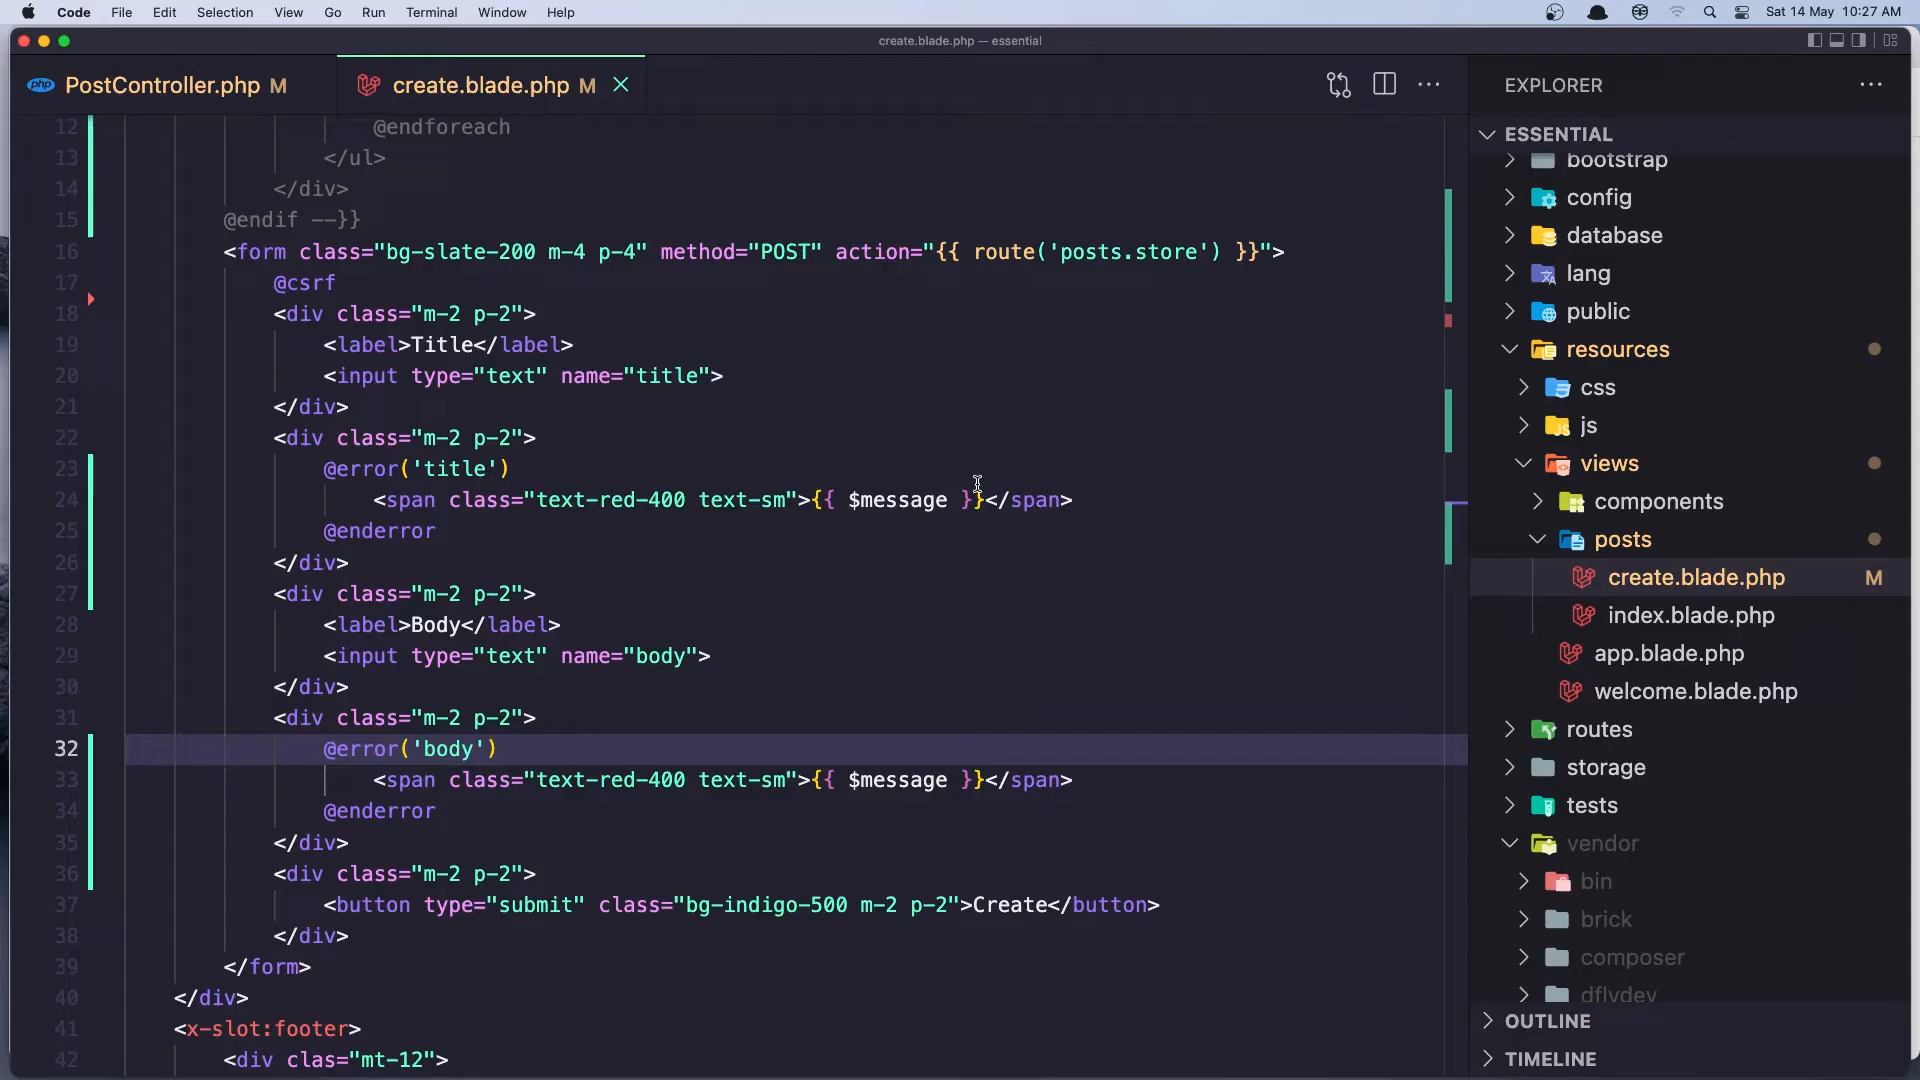 Code File Edit Selection View Go Run Terminal Window Help Sat 14 May 10:27 AM
create.blade.php — essential
php PostController.php M create.blade.php M
EXPLORER
12 @endforeach
13 </ul>
14 </div>
15 @endif --}}
16 <form class="bg-slate-200 m-4 p-4" method="POST" action="{{ route('posts.store') }}">
17 @csrf
18 <div class="m-2 p-2">
19 <label>Title</label>
20 <input type="text" name="title">
21 </div>
22 <div class="m-2 p-2">
23 @error('title')
24 <span class="text-red-400 text-sm">{{ $message }}</span>
25 @enderror
26 </div>
27 <div class="m-2 p-2">
28 <label>Body</label>
29 <input type="text" name="body">
30 </div>
31 <div class="m-2 p-2">
32 @error('body')
33 <span class="text-red-400 text-sm">{{ $message }}</span>
34 @enderror
35 </div>
36 <div class="m-2 p-2">
37 <button type="submit" class="bg-indigo-500 m-2 p-2">Create</button>
38 </div>
39 </form>
40 </div>
41 <x-slot:footer>
42 <div clas="mt-12">
ESSENTIAL
bootstrap
config
database
lang
public
resources
css
JS js
views
components
posts
create.blade.php M
index.blade.php
app.blade.php
welcome.blade.php
routes
storage
tests
vendor
bin
brick
composer
dflydev
OUTLINE
TIMELINE